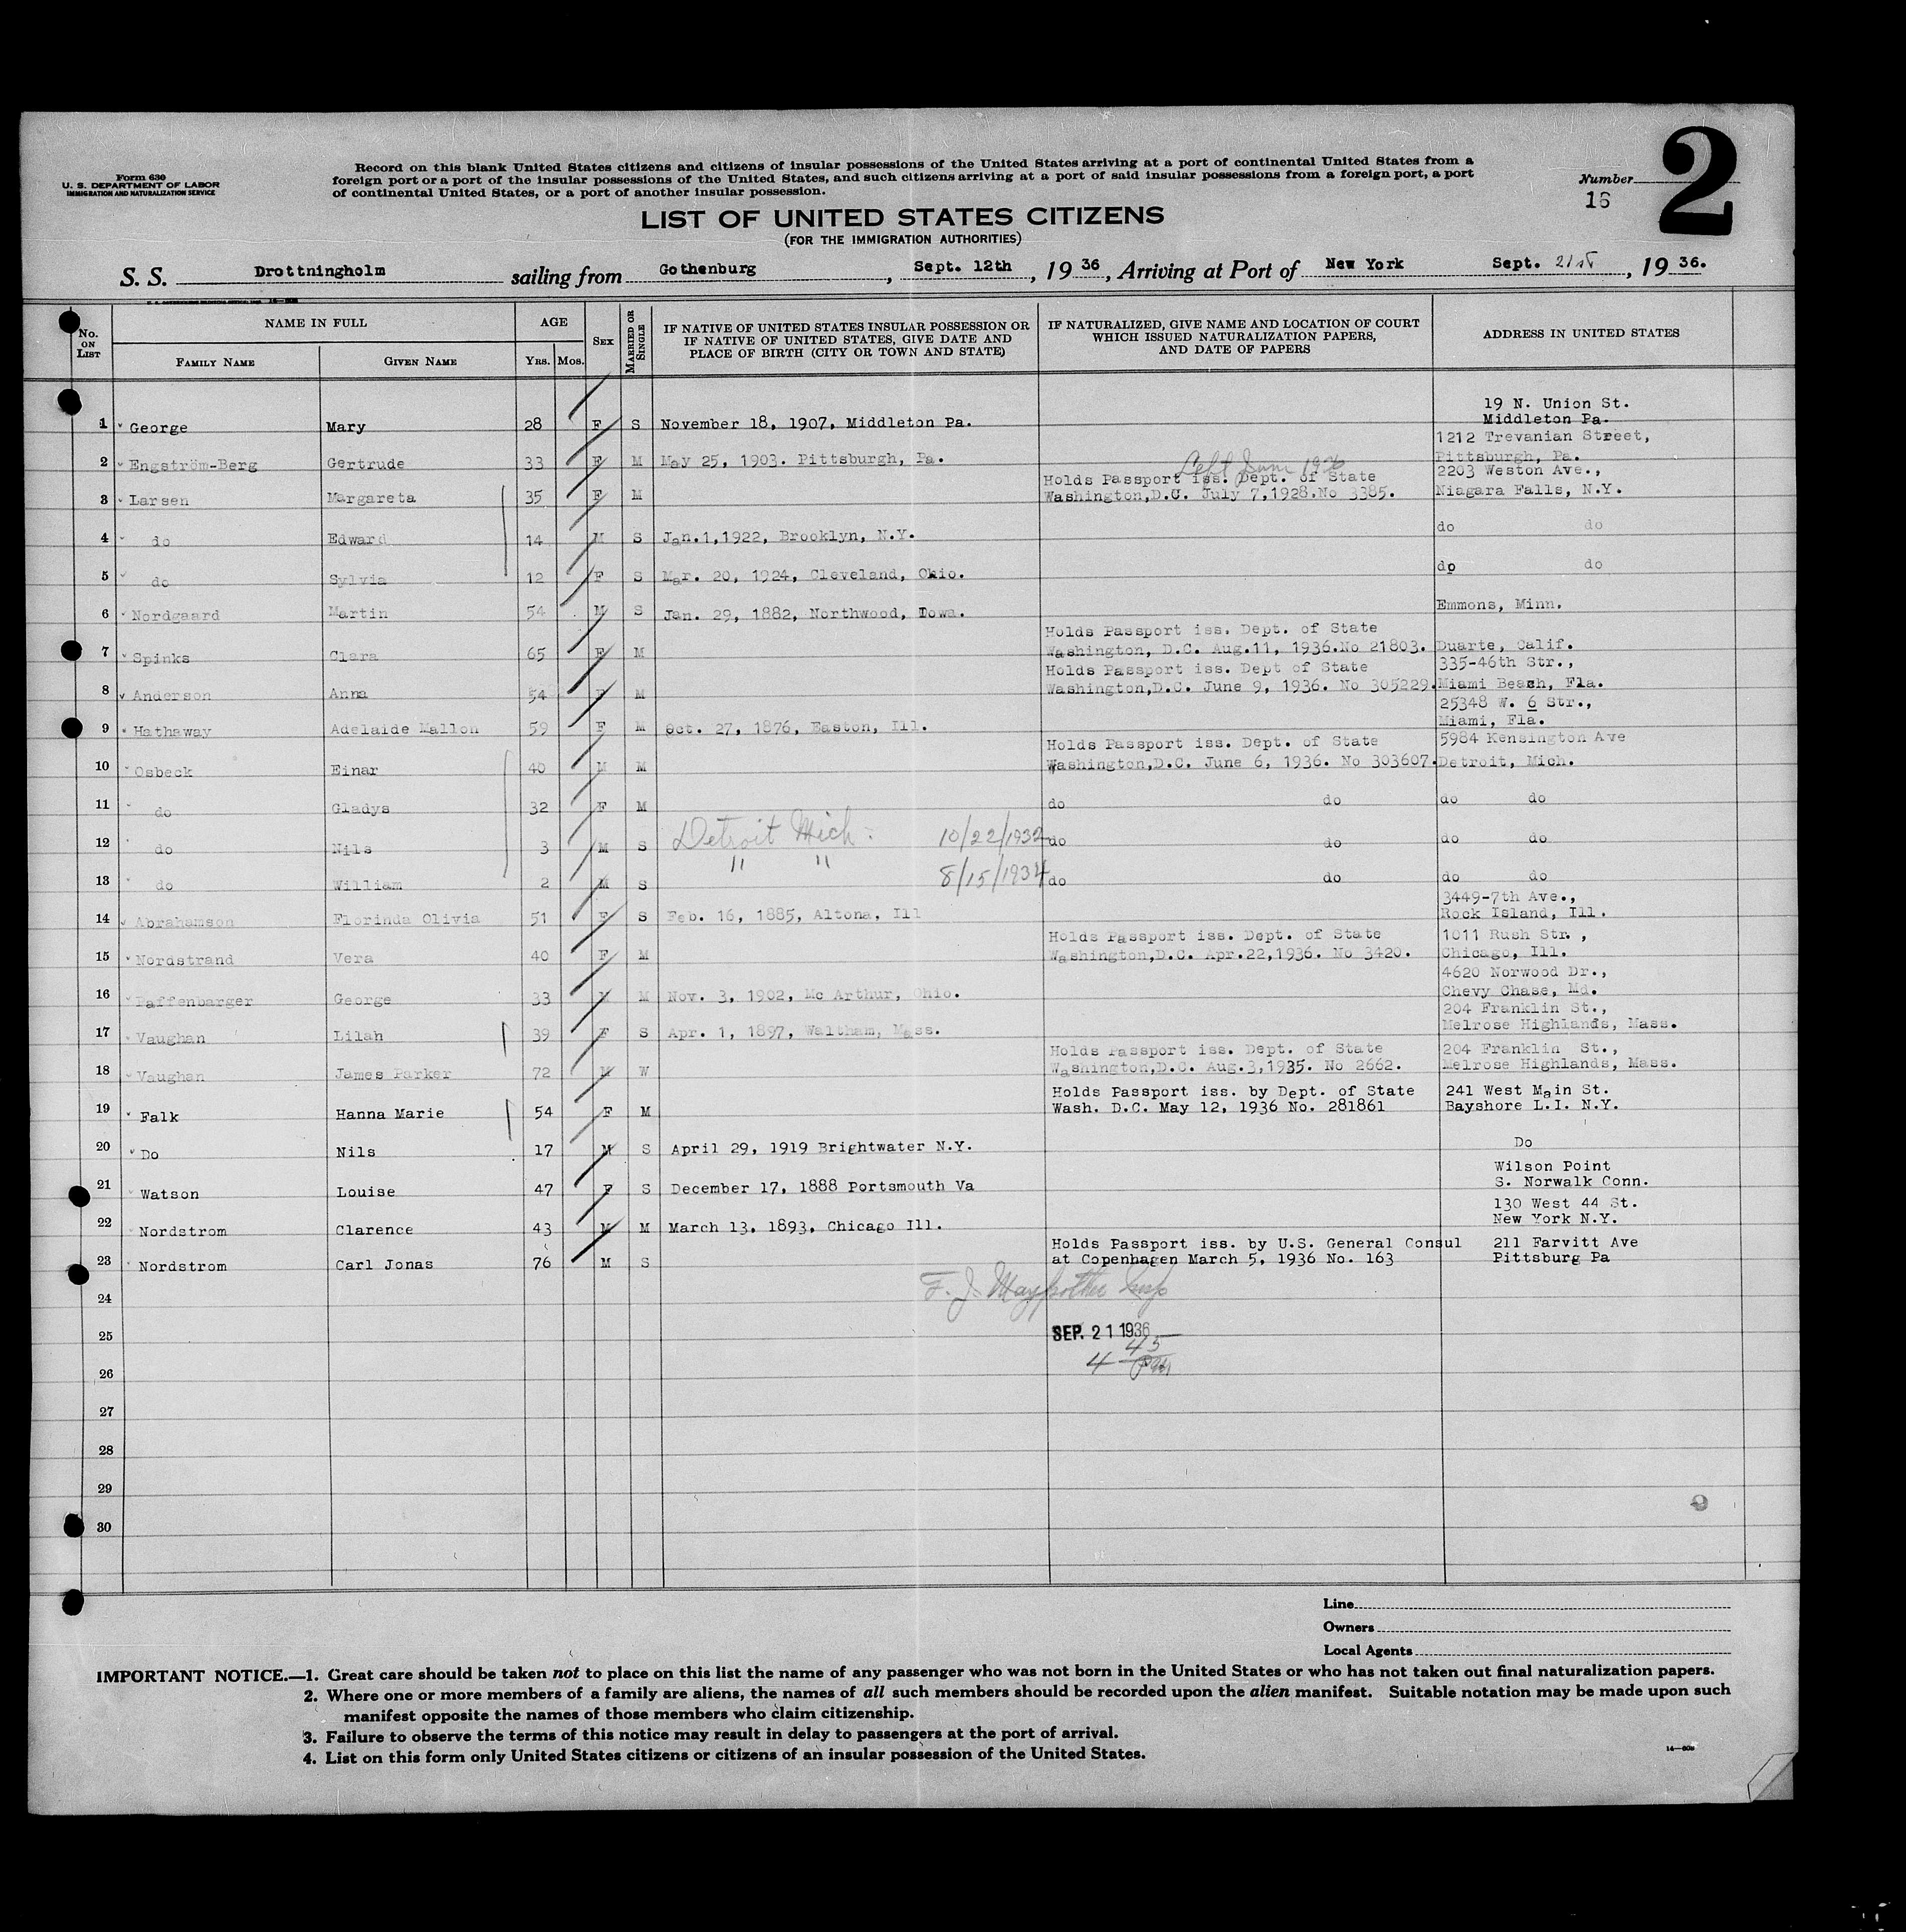 Form 630
U. S. DEPARTMENT OF LABOR
IMMIGRATION AND NATURALIZATION SERVICE
Record on this blank United States citizens and citizens of insular possessions of the United States arriving at a port of continental United States from a
foreign port or a port of the insular possessions of the United States, and such citizens arriving at a port of said insular possessions from a foreign port, a port
of continental United States, or a port of another insular possession.
Number
16
2
LIST OF UNITED STATES CITIZENS
(FOR THE IMMIGRATION AUTHORITIES)
S. S. Drottningholm sailing from Gothenburg, Sept. 12th, 1936, Arriving at Port of New York Sept. 21st, 1936.
No. ON LIST
NAME IN FULL
FAMILY NAME
GIVEN NAME
AGE
YRS. MOS.
SEX
MARRIED OR SINGLE
IF NATIVE OF UNITED STATES INSULAR POSSESSION OR
IF NATIVE OF UNITED STATES, GIVE DATE AND
PLACE OF BIRTH (CITY OR TOWN AND STATE)
IF NATURALIZED, GIVE NAME AND LOCATION OF COURT
WHICH ISSUED NATURALIZATION PAPERS,
AND DATE OF PAPERS
ADDRESS IN UNITED STATES
19 N. Union St.
1 George Mary 28 F S November 18, 1907, Middleton Pa. Middleton Pa.
1212 Trevanian Street,
2 Engström-Berg Gertrude 33 F M May 25, 1903. Pittsburgh, Pa. Pittsburgh, Pa.
Left June 1926
Holds Passport iss. Dept. of State 2203 Weston Ave.,
3 Larsen Margareta 35 F M Washington,D.C. July 7,1928.No 3385. Niagara Falls, N.Y.
4 do Edward 14 M S Jan.1,1922, Brooklyn, N.Y. do do
5 do Sylvia 12 F S Mar. 20, 1924, Cleveland, Ohio. do do
6 Nordgaard Martin 54 M S Jan. 29, 1882, Northwood, Iowa. Emmons, Minn.
Holds Passport iss. Dept. of State
7 Spinks Clara 65 F M Washington, D.C. Aug.11, 1936.No 21803. Duarte, Calif.
Holds Passport iss. Dept of State 335-46th Str.,
8 Anderson Anna 54 F M Washington,D.C. June 9, 1936. No 305229. Miami Beach, Fla.
25348 W. 6 Str.,
9 Hathaway Adelaide Mallon 59 F M Oct. 27, 1876, Easton, Ill. Miami, Fla.
Holds Passport iss. Dept. of State 5984 Kensington Ave
10 Osbeck Einar 40 M M Washington,D.C. June 6, 1936. No 303607. Detroit, Mich.
11 do Gladys 32 F M do do do do
12 do Nils 3 M S Detroit Mich. 10/22/1932 do do do do
13 do William 2 M S " " 8/15/1934 do do do do
3449-7th Ave.,
14 Abrahamson Florinda Olivia 51 F S Feb. 16, 1885, Altona, Ill Rock Island, Ill.
Holds Passport iss. Dept. of State 1011 Rush Str.,
15 Nordstrand Vera 40 F M Washington,D.C. Apr.22,1936. No 3420. Chicago, Ill.
4620 Norwood Dr.,
16 Paffenbarger George 33 M M Nov. 3, 1902, Mc Arthur, Ohio. Chevy Chase, Md.
204 Franklin St.,
17 Vaughan Lilah 39 F S Apr. 1, 1897, Waltham, Mass. Melrose Highlands, Mass.
Holds Passport iss. Dept. of State 204 Franklin St.,
18 Vaughan James Parker 72 M W Washington,D.C. Aug.3,1935. No 2662. Melrose Highlands, Mass.
Holds Passport iss. by Dept. of State 241 West Main St.
19 Falk Hanna Marie 54 F M Wash. D.C. May 12, 1936 No. 281861 Bayshore L.I. N.Y.
20 Do Nils 17 M S April 29, 1919 Brightwater N.Y. Do
Wilson Point
21 Watson Louise 47 F S December 17, 1888 Portsmouth Va S. Norwalk Conn.
130 West 44 St.
22 Nordstrom Clarence 43 M M March 13, 1893, Chicago Ill. New York N.Y.
Holds Passport iss. by U.S. General Consul 211 Farvitt Ave
23 Nordstrom Carl Jonas 76 M S at Copenhagen March 5, 1936 No. 163 Pittsburg Pa
24
F. J.
25
SEP. 21 1936
4 45 PM
26
27
28
29
30
Line
Owners
Local Agents
IMPORTANT NOTICE.—1. Great care should be taken not to place on this list the name of any passenger who was not born in the United States or who has not taken out final naturalization papers.
2. Where one or more members of a family are aliens, the names of all such members should be recorded upon the alien manifest. Suitable notation may be made upon such
manifest opposite the names of those members who claim citizenship.
3. Failure to observe the terms of this notice may result in delay to passengers at the port of arrival.
4. List on this form only United States citizens or citizens of an insular possession of the United States.